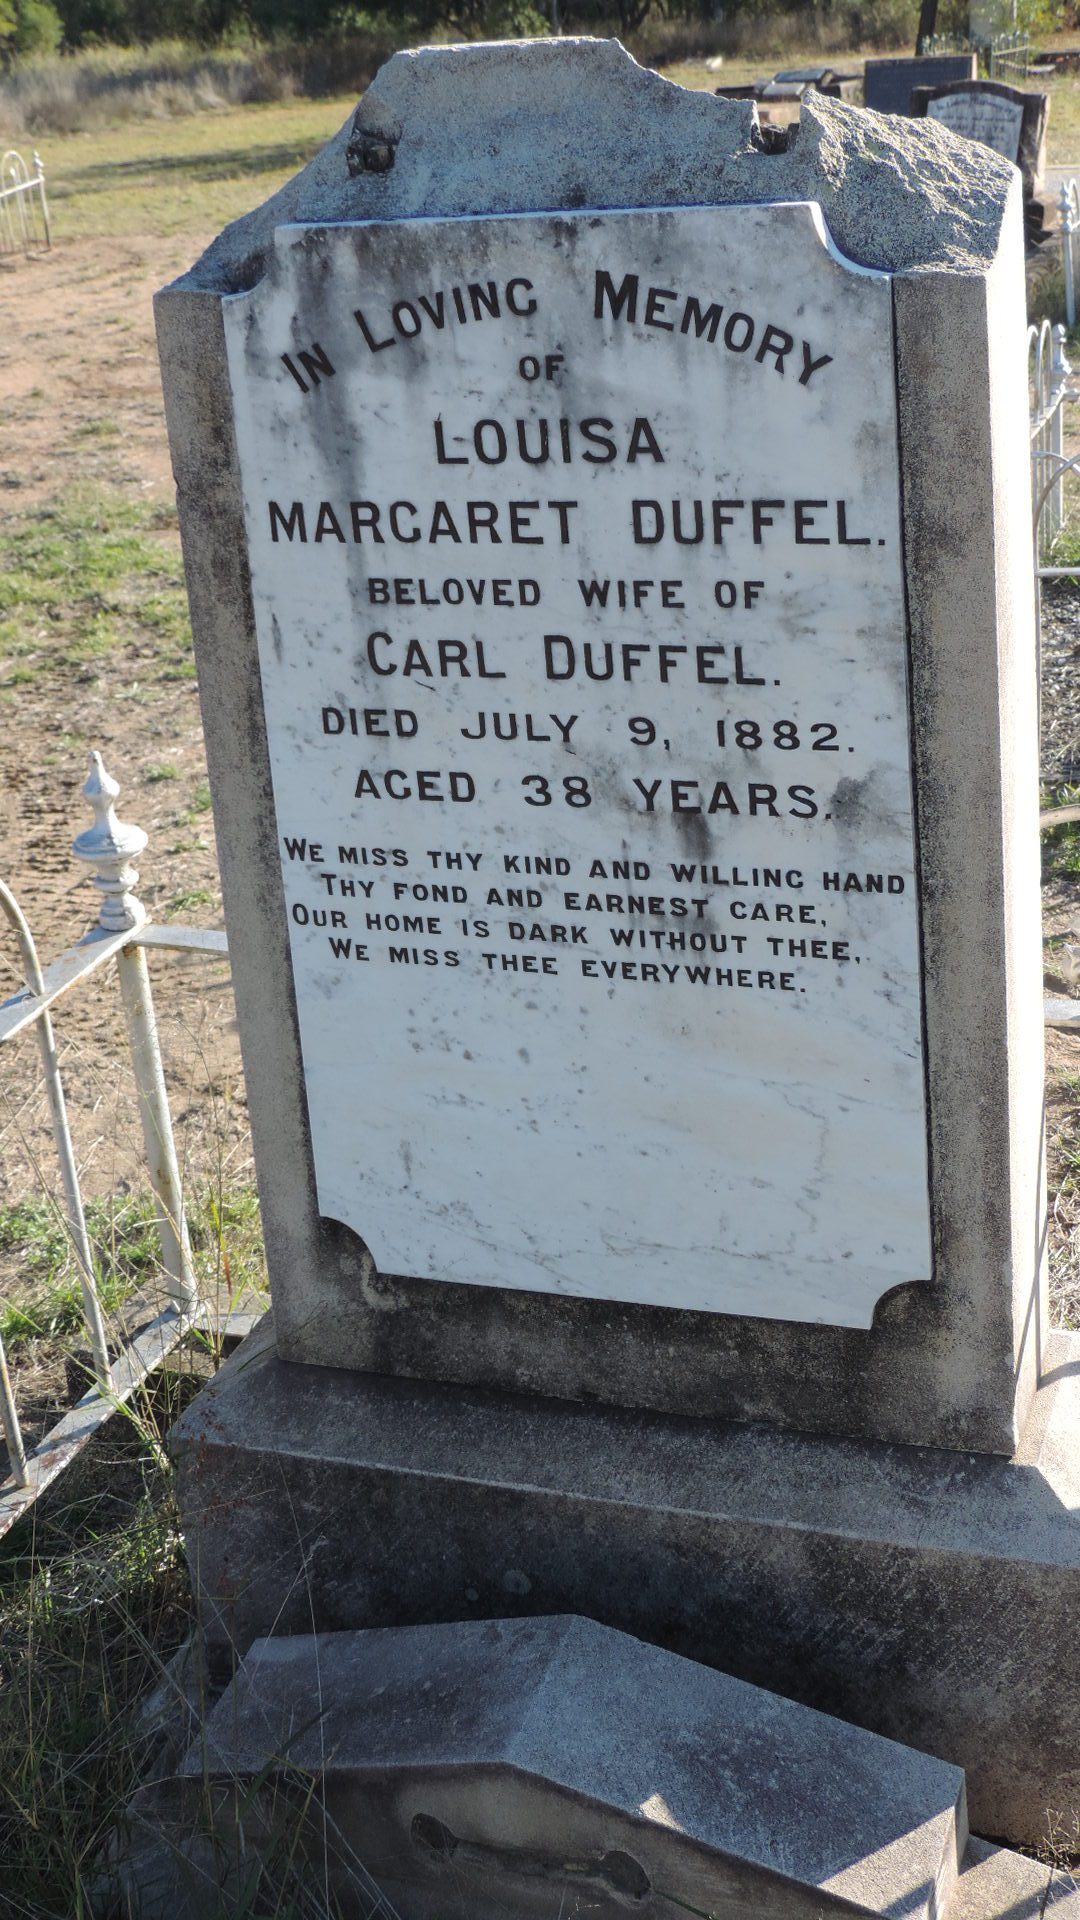 IN LOVING MEMORY
OF
LOUISA
MARGARET DUFFEL.
BELOVED WIFE OF
CARL DUFFEL.
DIED JULY 9, 1882.
AGED 38 YEARS.
WE MISS THY KIND AND WILLING HAND
THY FOND AND EARNEST CARE,
OUR HOME IS DARK WITHOUT THEE,
WE MISS THEE EVERYWHERE.